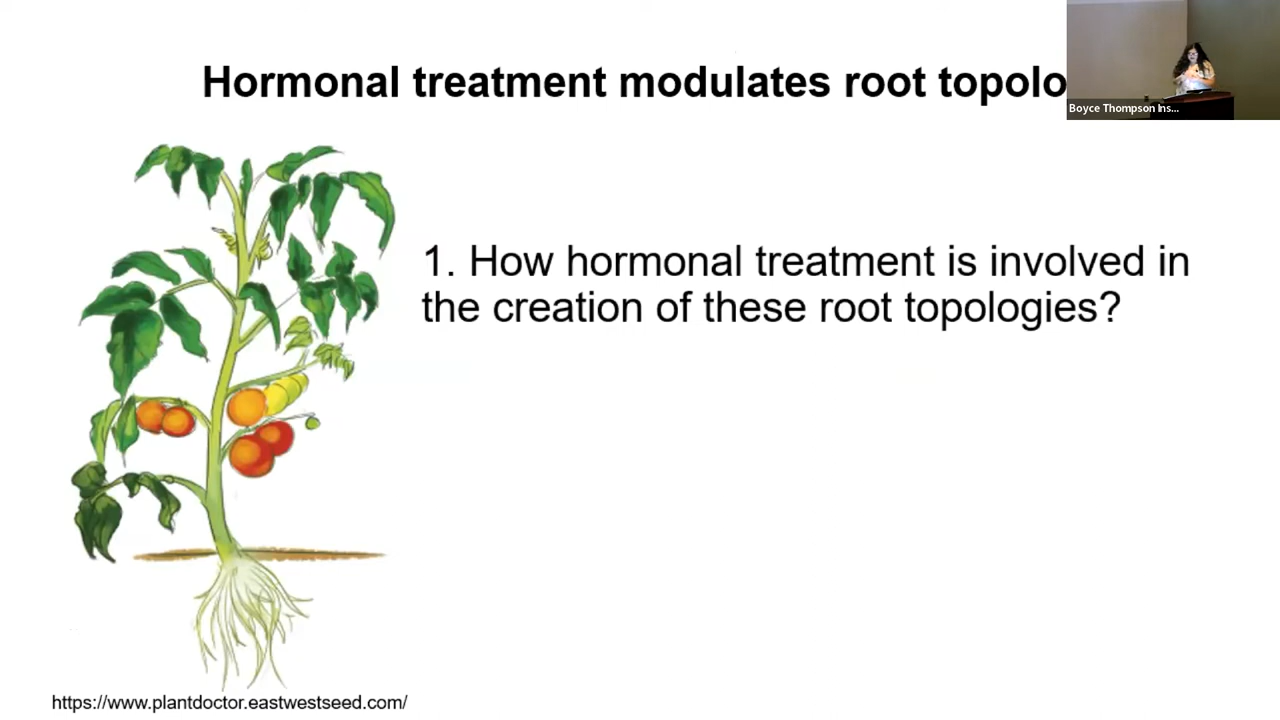 Hormonal treatment modulates root topolo
Boyce Thompson Ins...
1. How hormonal treatment is involved in
the creation of these root topologies?
https://www.plantdoctor.eastwestseed.com/